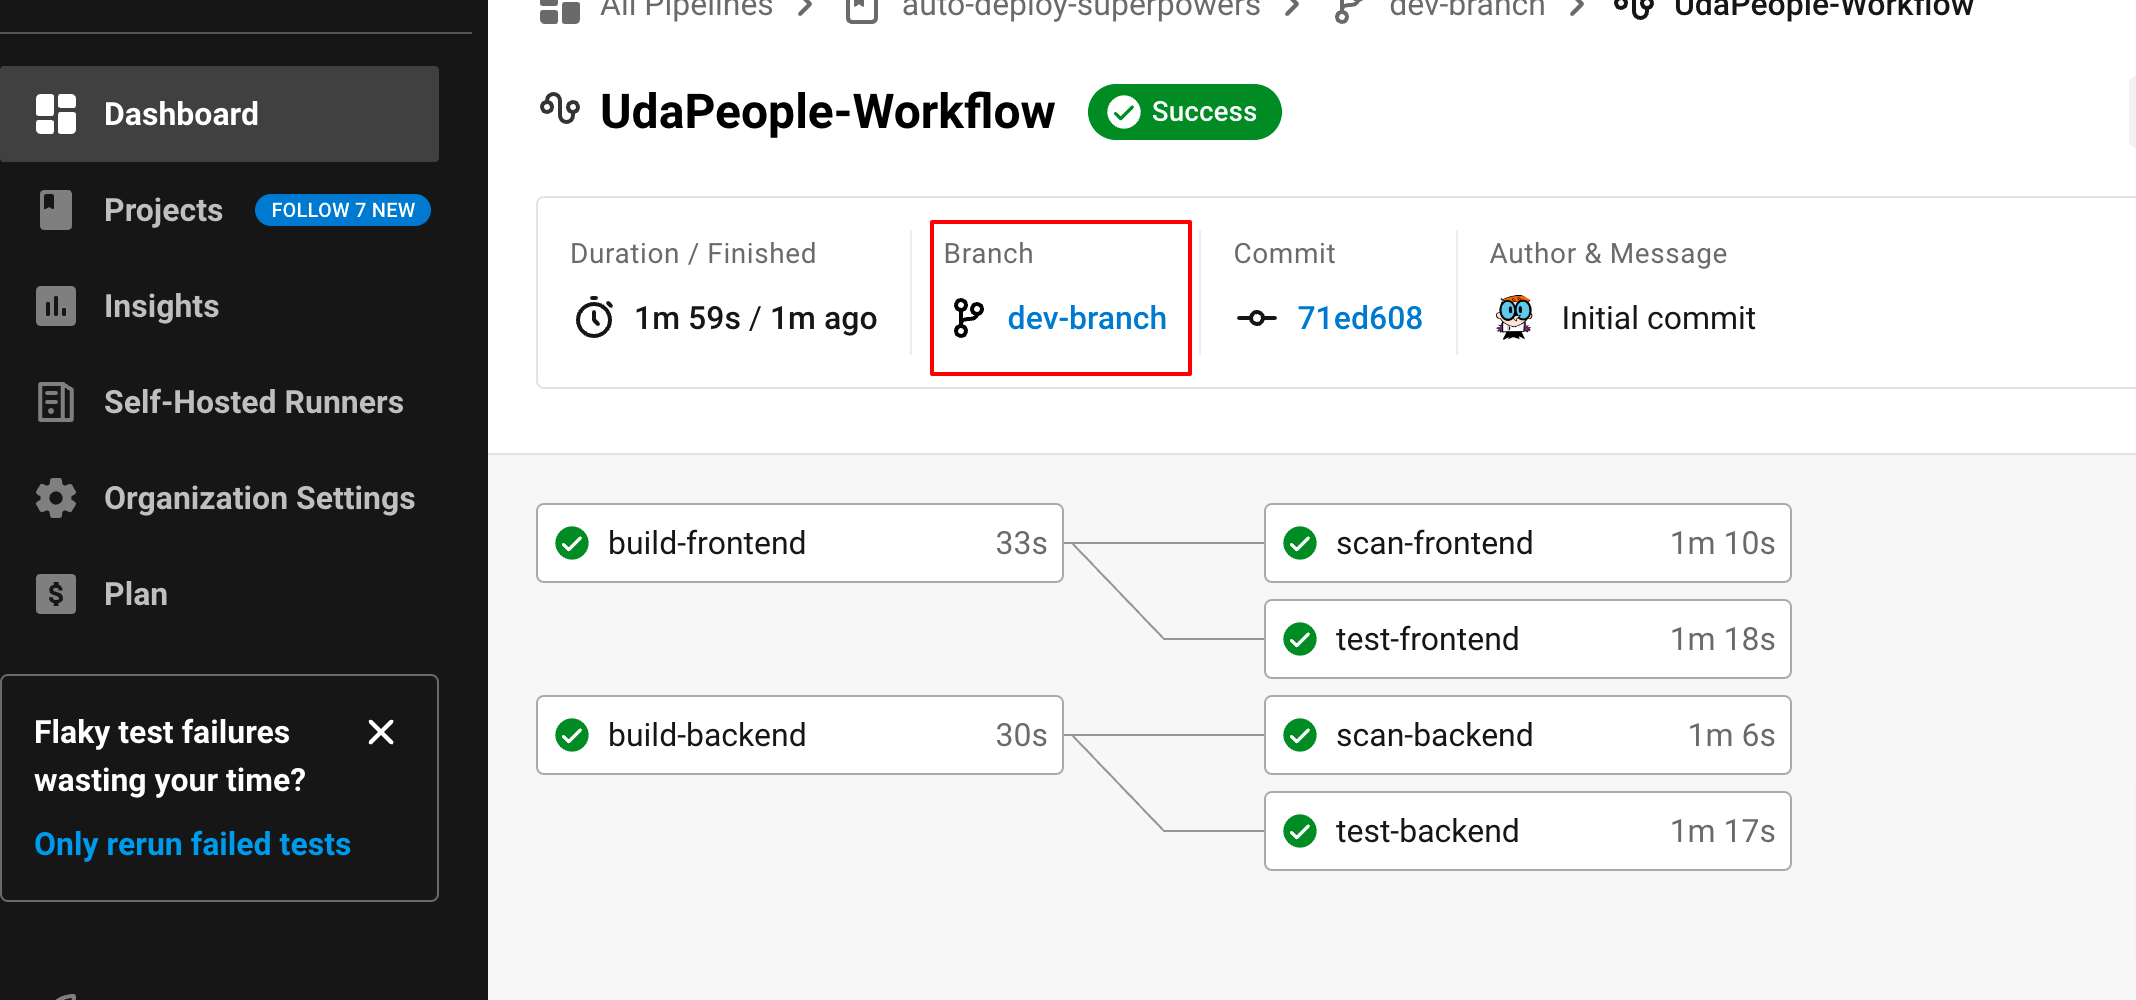 All Pipelines > auto-deploy-superpowers > dev-branch > UdaPeople-Workflow
Dashboard
Projects FOLLOW 7 NEW
Insights
Self-Hosted Runners
Organization Settings
Plan
Flaky test failures
wasting your time?
Only rerun failed tests
UdaPeople-Workflow Success
Duration / Finished
1m 59s / 1m ago
Branch
dev-branch
Commit
71ed608
Author & Message
Initial commit
build-frontend 33s
scan-frontend 1m 10s
test-frontend 1m 18s
build-backend 30s
scan-backend 1m 6s
test-backend 1m 17s